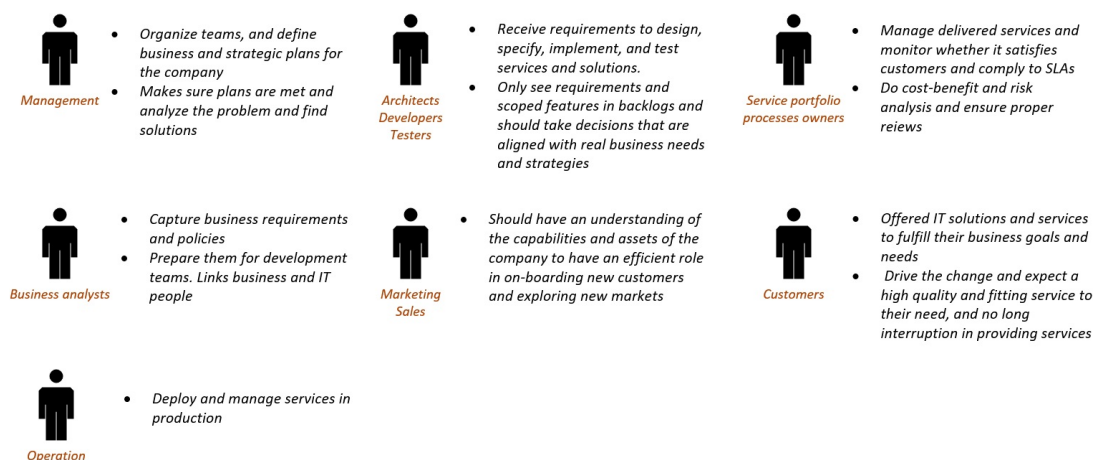 • Organize teams, and define
business and strategic plans for
the company
• Makes sure plans are met and
analyze the problem and find
solutions
Management
• Receive requirements to design,
specify, implement, and test
services and solutions.
• Only see requirements and
scoped features in backlogs and
should take decisions that are
aligned with real business needs
and strategies
Architects
Developers
Testers
• Manage delivered services and
monitor whether it satisfies
customers and comply to SLAs
• Do cost-benefit and risk
analysis and ensure proper
reiews
Service portfolio
processes owners
• Capture business requirements
and policies
• Prepare them for development
teams. Links business and IT
people
Business analysts
• Should have an understanding of
the capabilities and assets of the
company to have an efficient role
in on-boarding new customers
and exploring new markets
Marketing
Sales
• Offered IT solutions and services
to fulfill their business goals and
needs
• Drive the change and expect a
high quality and fitting service to
their need, and no long
interruption in providing services
Customers
• Deploy and manage services in
production
Operation